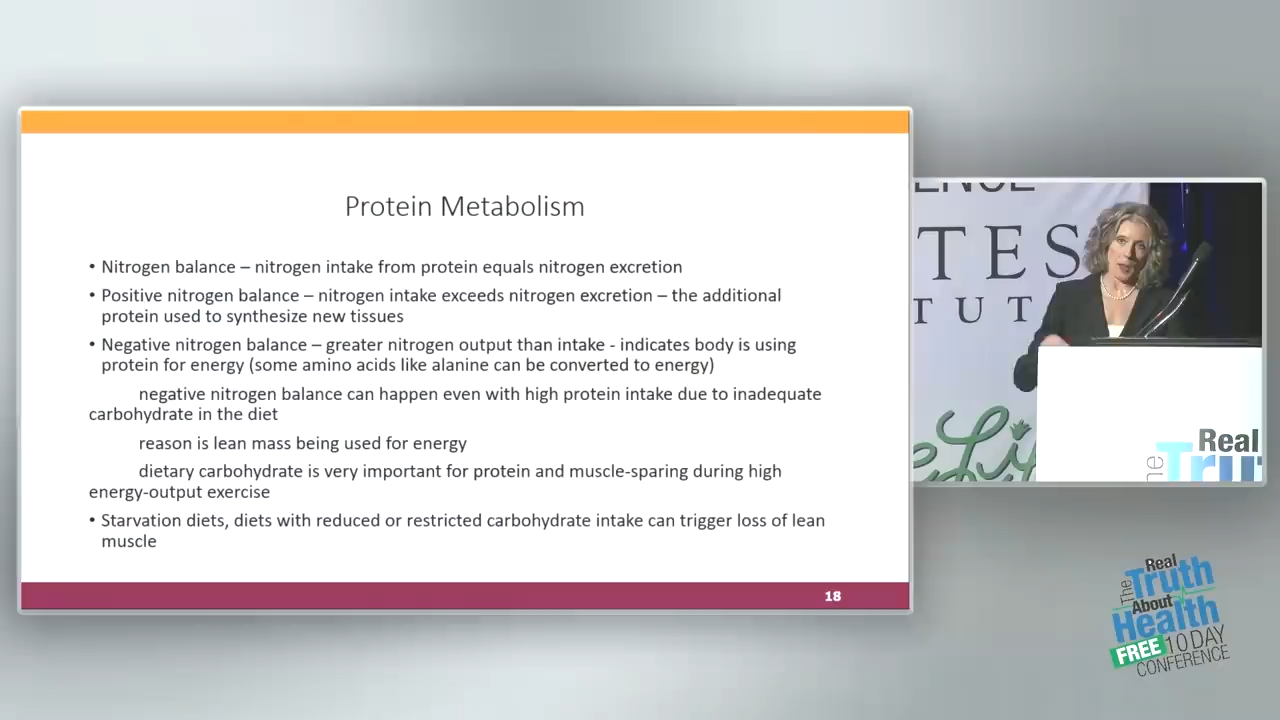 Protein Metabolism
• Nitrogen balance – nitrogen intake from protein equals nitrogen excretion
• Positive nitrogen balance – nitrogen intake exceeds nitrogen excretion – the additional
protein used to synthesize new tissues
• Negative nitrogen balance – greater nitrogen output than intake - indicates body is using
protein for energy (some amino acids like alanine can be converted to energy)
negative nitrogen balance can happen even with high protein intake due to inadequate
carbohydrate in the diet
reason is lean mass being used for energy
dietary carbohydrate is very important for protein and muscle-sparing during high
energy-output exercise
• Starvation diets, diets with reduced or restricted carbohydrate intake can trigger loss of lean
muscle
18
ENCE
TES
TUT
Real
The
Tru
The
Real
Truth
About
Health
FREE 10 DAY
CONFERENCE